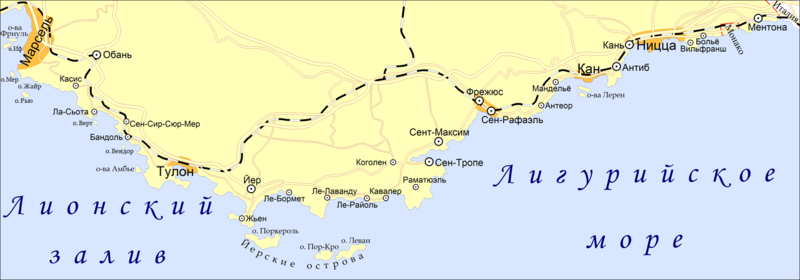 о-ва
Фриуль
о. Иф
Марсель
о. Мер
о. Жайр
о. Рью
Обань
Касис
Ла-Сьота
о. Верт
Сен-Сир-Сюр-Мер
Бандоль
о. Бендор
о-ва Амбье
Тулон
Йер
Жьен
о. Поркероль
о. Пор-Кро
о. Леван
Йерские острова
Ле-Бормет
Ле-Лаванду
Ле-Райоль
Кавалер
Коголен
Раматюэль
Сен-Тропе
Сент-Максим
Фрежюс
Сен-Рафаэль
Антеор
Мандельё
о-ва Лерен
Кан
Антиб
Кань
Ницца
Вильфранш
Больё
Монако
Ментона
Италия
Лионский
залив
Лигурийское
море